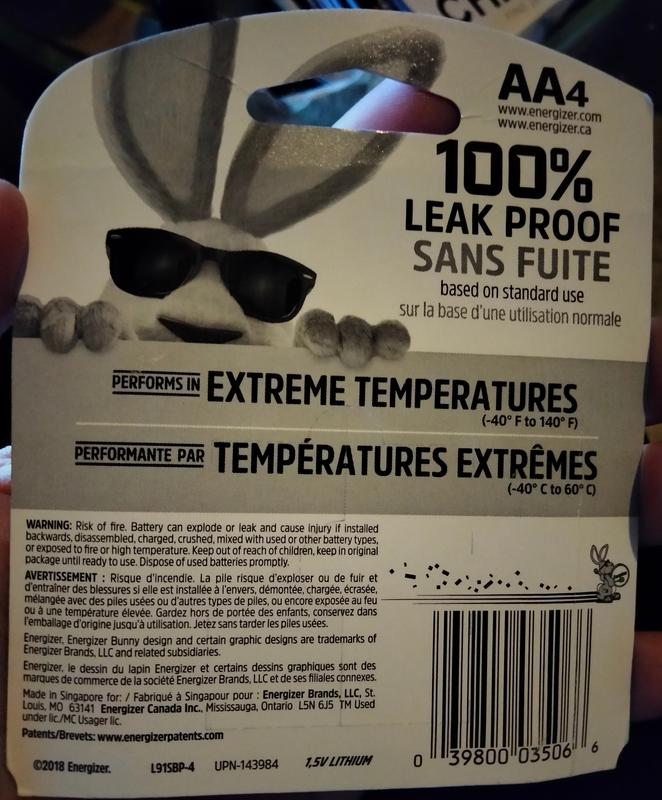 AA4
www.energizer.com
www.energizer.ca
100%
LEAK PROOF
SANS FUITE
based on standard use
sur la base d'une utilisation normale
PERFORMS IN EXTREME TEMPERATURES
(-40° F to 140° F)
PERFORMANTE PAR TEMPÉRATURES EXTRÊMES
(-40° C to 60° C)
WARNING: Risk of fire. Battery can explode or leak and cause injury if installed
backwards, disassembled, charged, crushed, mixed with used or other battery types,
or exposed to fire or high temperature. Keep out of reach of children, keep in original
package until ready to use. Dispose of used batteries promptly.
AVERTISSEMENT : Risque d'incendie. La pile risque d'exploser ou de fuir et
d'entraîner des blessures si elle est installée à l'envers, démontée, chargée, écrasée,
mélangée avec des piles usées ou d'autres types de piles, ou encore exposée au feu
ou à une température élevée. Gardez hors de portée des enfants, conservez dans
l'emballage d'origine jusqu'à utilisation. Jetez sans tarder les piles usées.
Energizer, Energizer Bunny design and certain graphic designs are trademarks of
Energizer Brands, LLC and related subsidiaries.
Energizer, le dessin du lapin Energizer et certains dessins graphiques sont des
marques de commerce de la société Energizer Brands, LLC et de ses filiales connexes.
Made in Singapore for: / Fabriqué à Singapour pour : Energizer Brands, LLC, St.
Louis, MO 63141 Energizer Canada Inc., Mississauga, Ontario L5N 6J5 TM Used
under lic./MC Usager lic.
Patents/Brevets: www.energizerpatents.com
©2018 Energizer. L91SBP-4 UPN-143984 1,5V LITHIUM
0 39800 03506 6